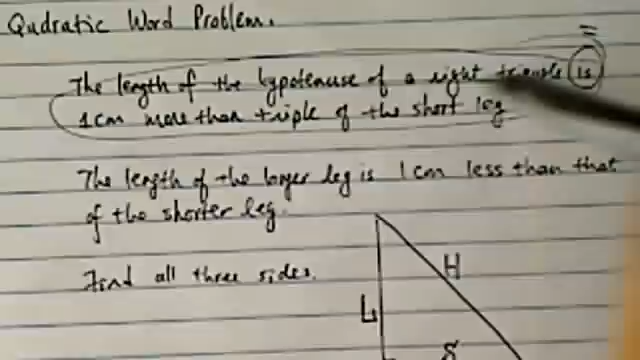 Qudratic Word Problem.
The length of the hypotenuse of a right triangle is
1cm more than triple of the short leg
The length of the longer leg is 1cm less than that
of the shorter leg.
Find all three sides.
H
L
S